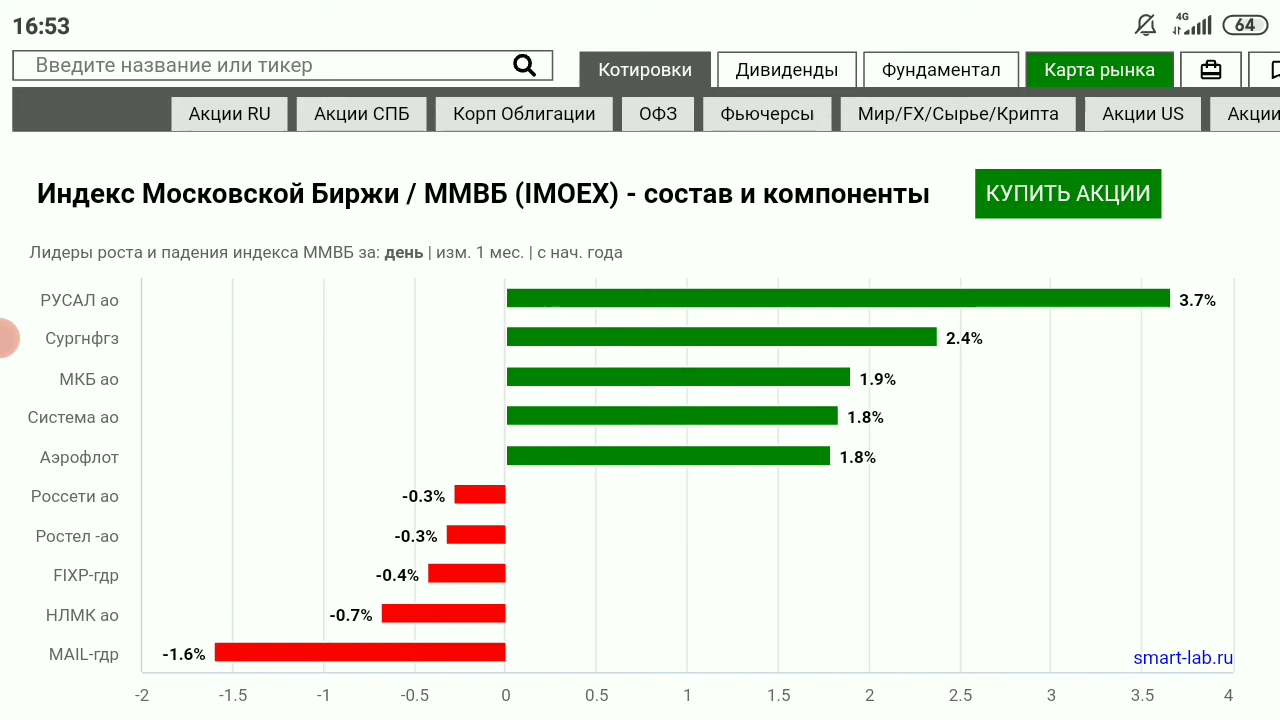 16:53 4G 64
Введите название или тикер Котировки Дивиденды Фундаментал Карта рынка
Акции RU Акции СПБ Корп Облигации ОФЗ Фьючерсы Мир/FX/Сырье/Крипта Акции US Акции
Индекс Московской Биржи / ММВБ (IMOEX) - состав и компоненты КУПИТЬ АКЦИИ
Лидеры роста и падения индекса ММВБ за: день | изм. 1 мес. | с нач. года
РУСАЛ ао 3.7%
Сургнфгз 2.4%
МКБ ао 1.9%
Система ао 1.8%
Аэрофлот 1.8%
Россети ао -0.3%
Ростел -ао -0.3%
FIXP-гдр -0.4%
НЛМК ао -0.7%
MAIL-гдр -1.6%
smart-lab.ru
-2 -1.5 -1 -0.5 0 0.5 1 1.5 2 2.5 3 3.5 4